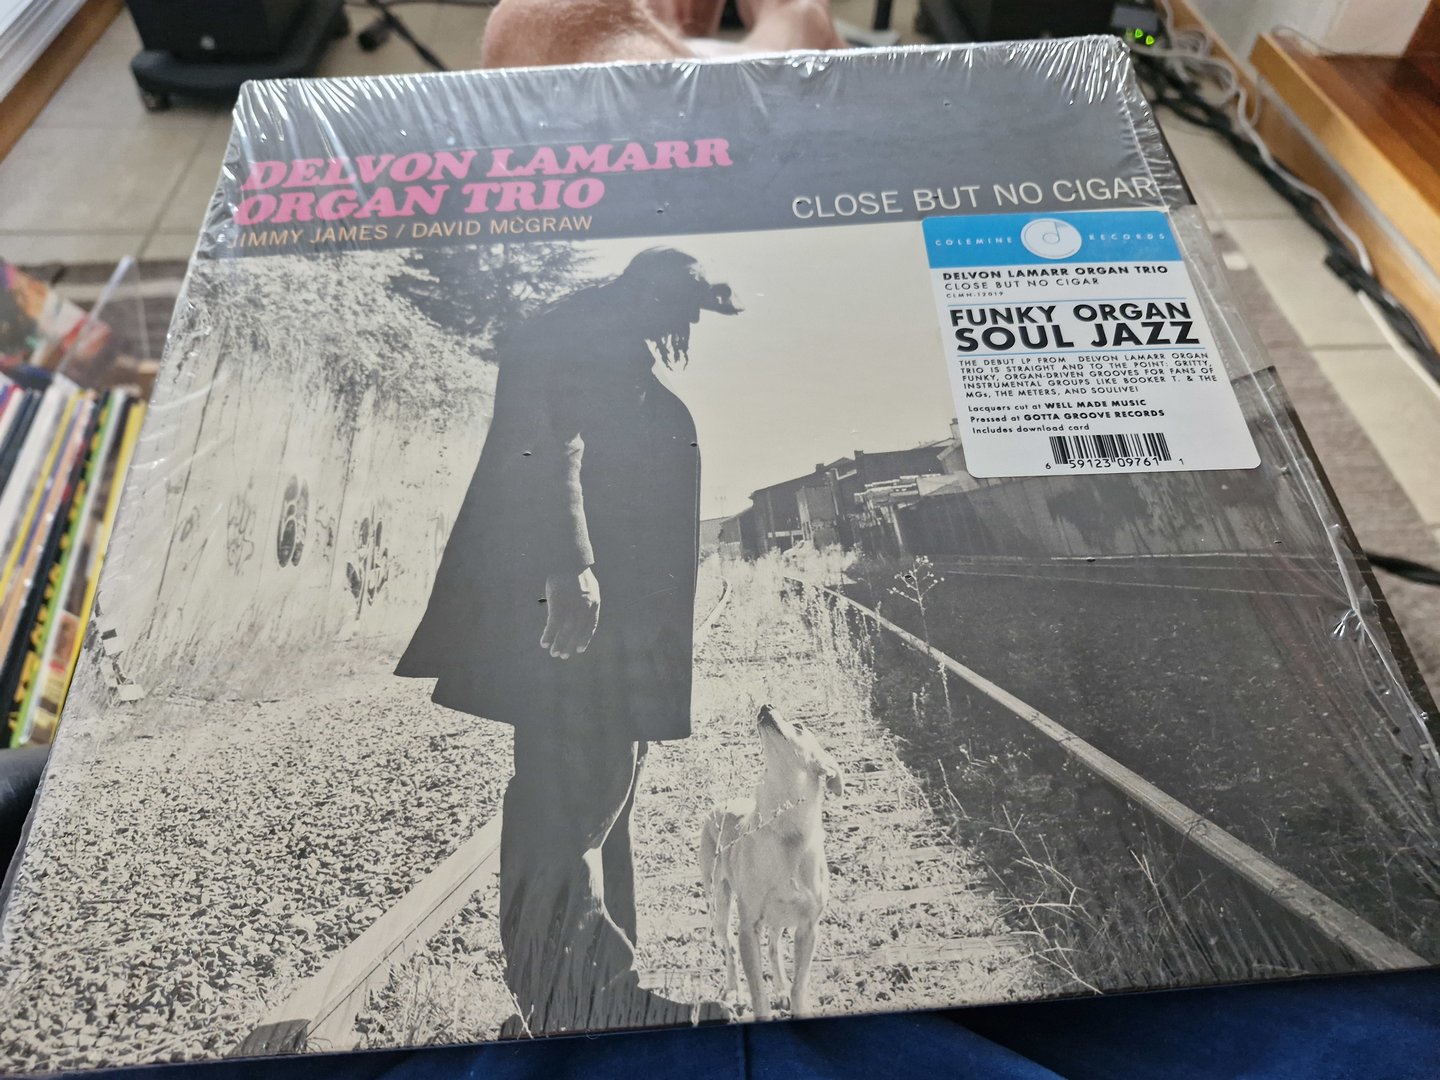 DELVON LAMARR
ORGAN TRIO
JIMMY JAMES / DAVID McGRAW
CLOSE BUT NO CIGAR
COLEMINE RECORDS
DELVON LAMARR ORGAN TRIO
CLOSE BUT NO CIGAR
CLMN-12019
FUNKY ORGAN
SOUL JAZZ
THE DEBUT LP FROM DELVON LAMARR ORGAN
TRIO IS STRAIGHT AND TO THE POINT: GRITTY,
FUNKY, ORGAN-DRIVEN GROOVES FOR FANS OF
INSTRUMENTAL GROUPS LIKE BOOKER T. & THE
MGs, THE METERS, AND SOULIVE!
Lacquers cut at WELL MADE MUSIC
Pressed at GOTTA GROOVE RECORDS
Includes download card
6 59123 09761 1